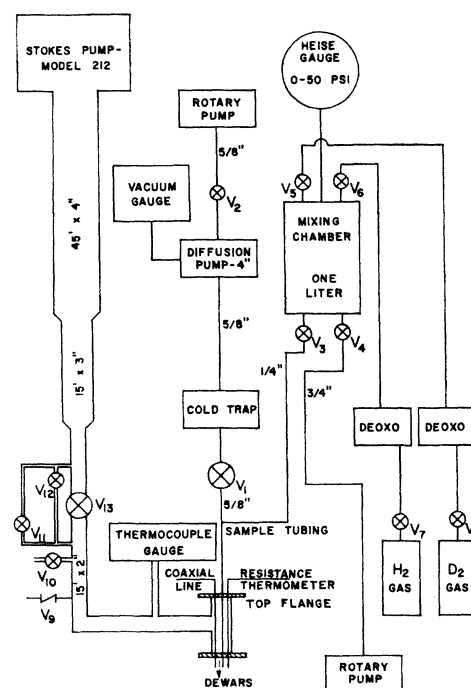 STOKES PUMP-
MODEL 212
45' x 4"
15' x 3"
15' x 2"
V12
V11
V13
V10
V9
ROTARY
PUMP
5/8"
V2
VACUUM
GAUGE
DIFFUSION
PUMP-4"
5/8"
COLD TRAP
V1
5/8"
SAMPLE TUBING
THERMOCOUPLE
GAUGE
COAXIAL
LINE
RESISTANCE
THERMOMETER
TOP FLANGE
DEWARS
HEISE
GAUGE
0-50 PSI
V5
V6
MIXING
CHAMBER
ONE
LITER
V3
V4
1/4"
3/4"
DEOXO
DEOXO
V7
V
H2
GAS
D2
GAS
ROTARY
PUMP